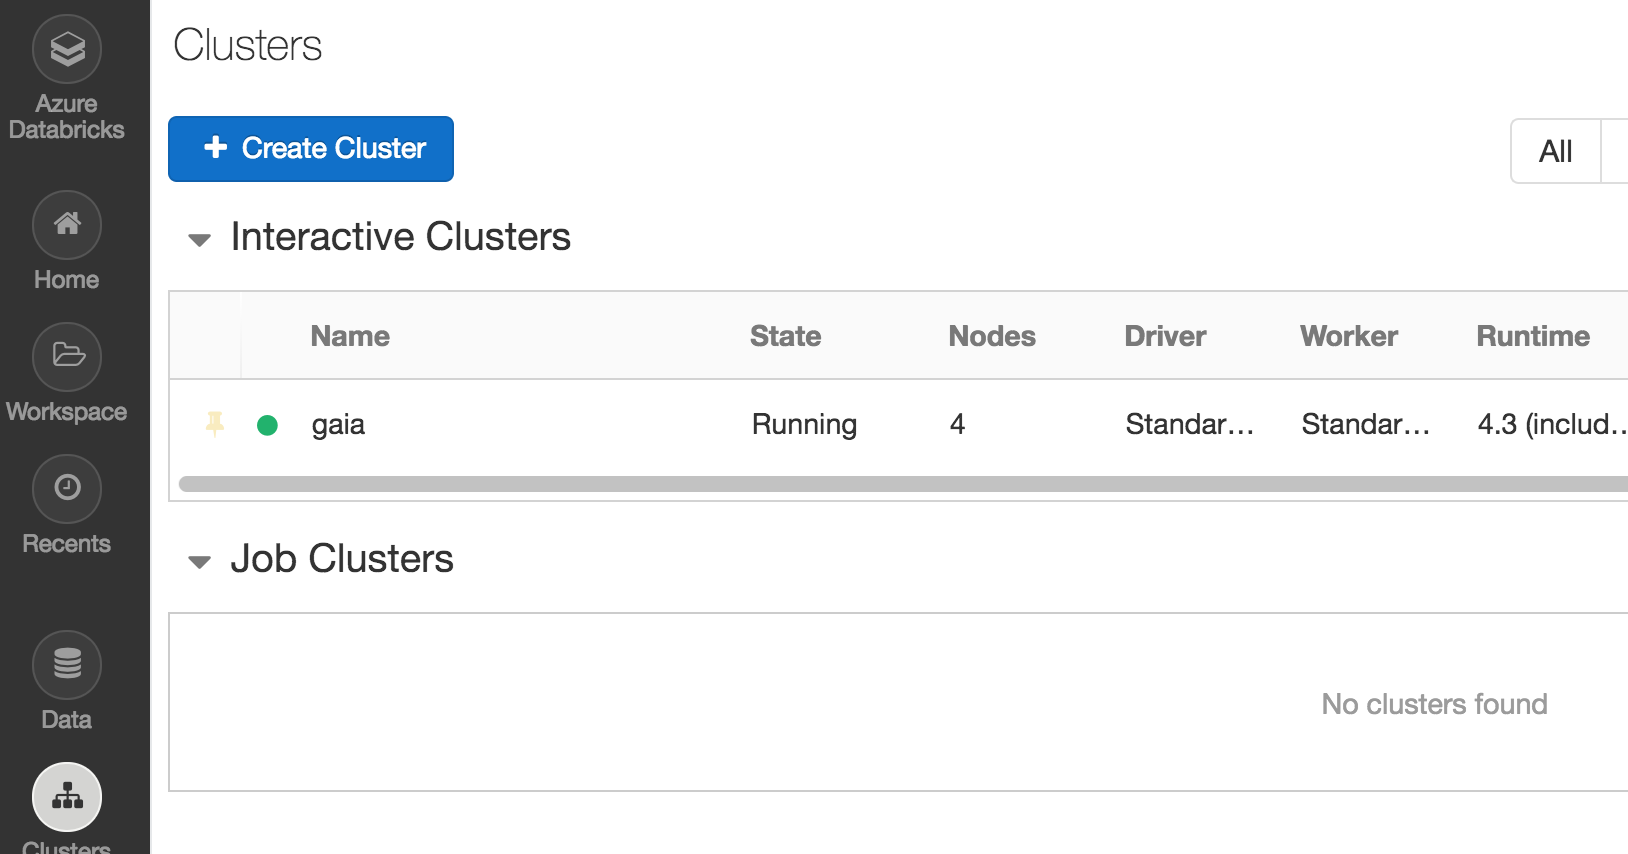 Azure
Databricks
Home
Workspace
Recents
Data
Clusters
Clusters
Create Cluster
All
Interactive Clusters
Name State Nodes Driver Worker Runtime
gaia Running 4 Standar… Standar… 4.3 (includ…
Job Clusters
No clusters found